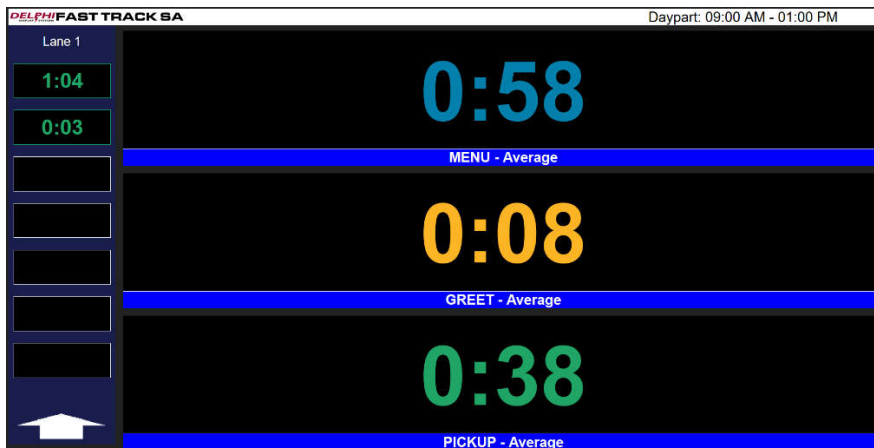 DELPHI FAST TRACK SA
Daypart: 09:00 AM - 01:00 PM
Lane 1
1:04
0:03
0:58
MENU - Average
0:08
GREET - Average
0:38
PICKUP - Average